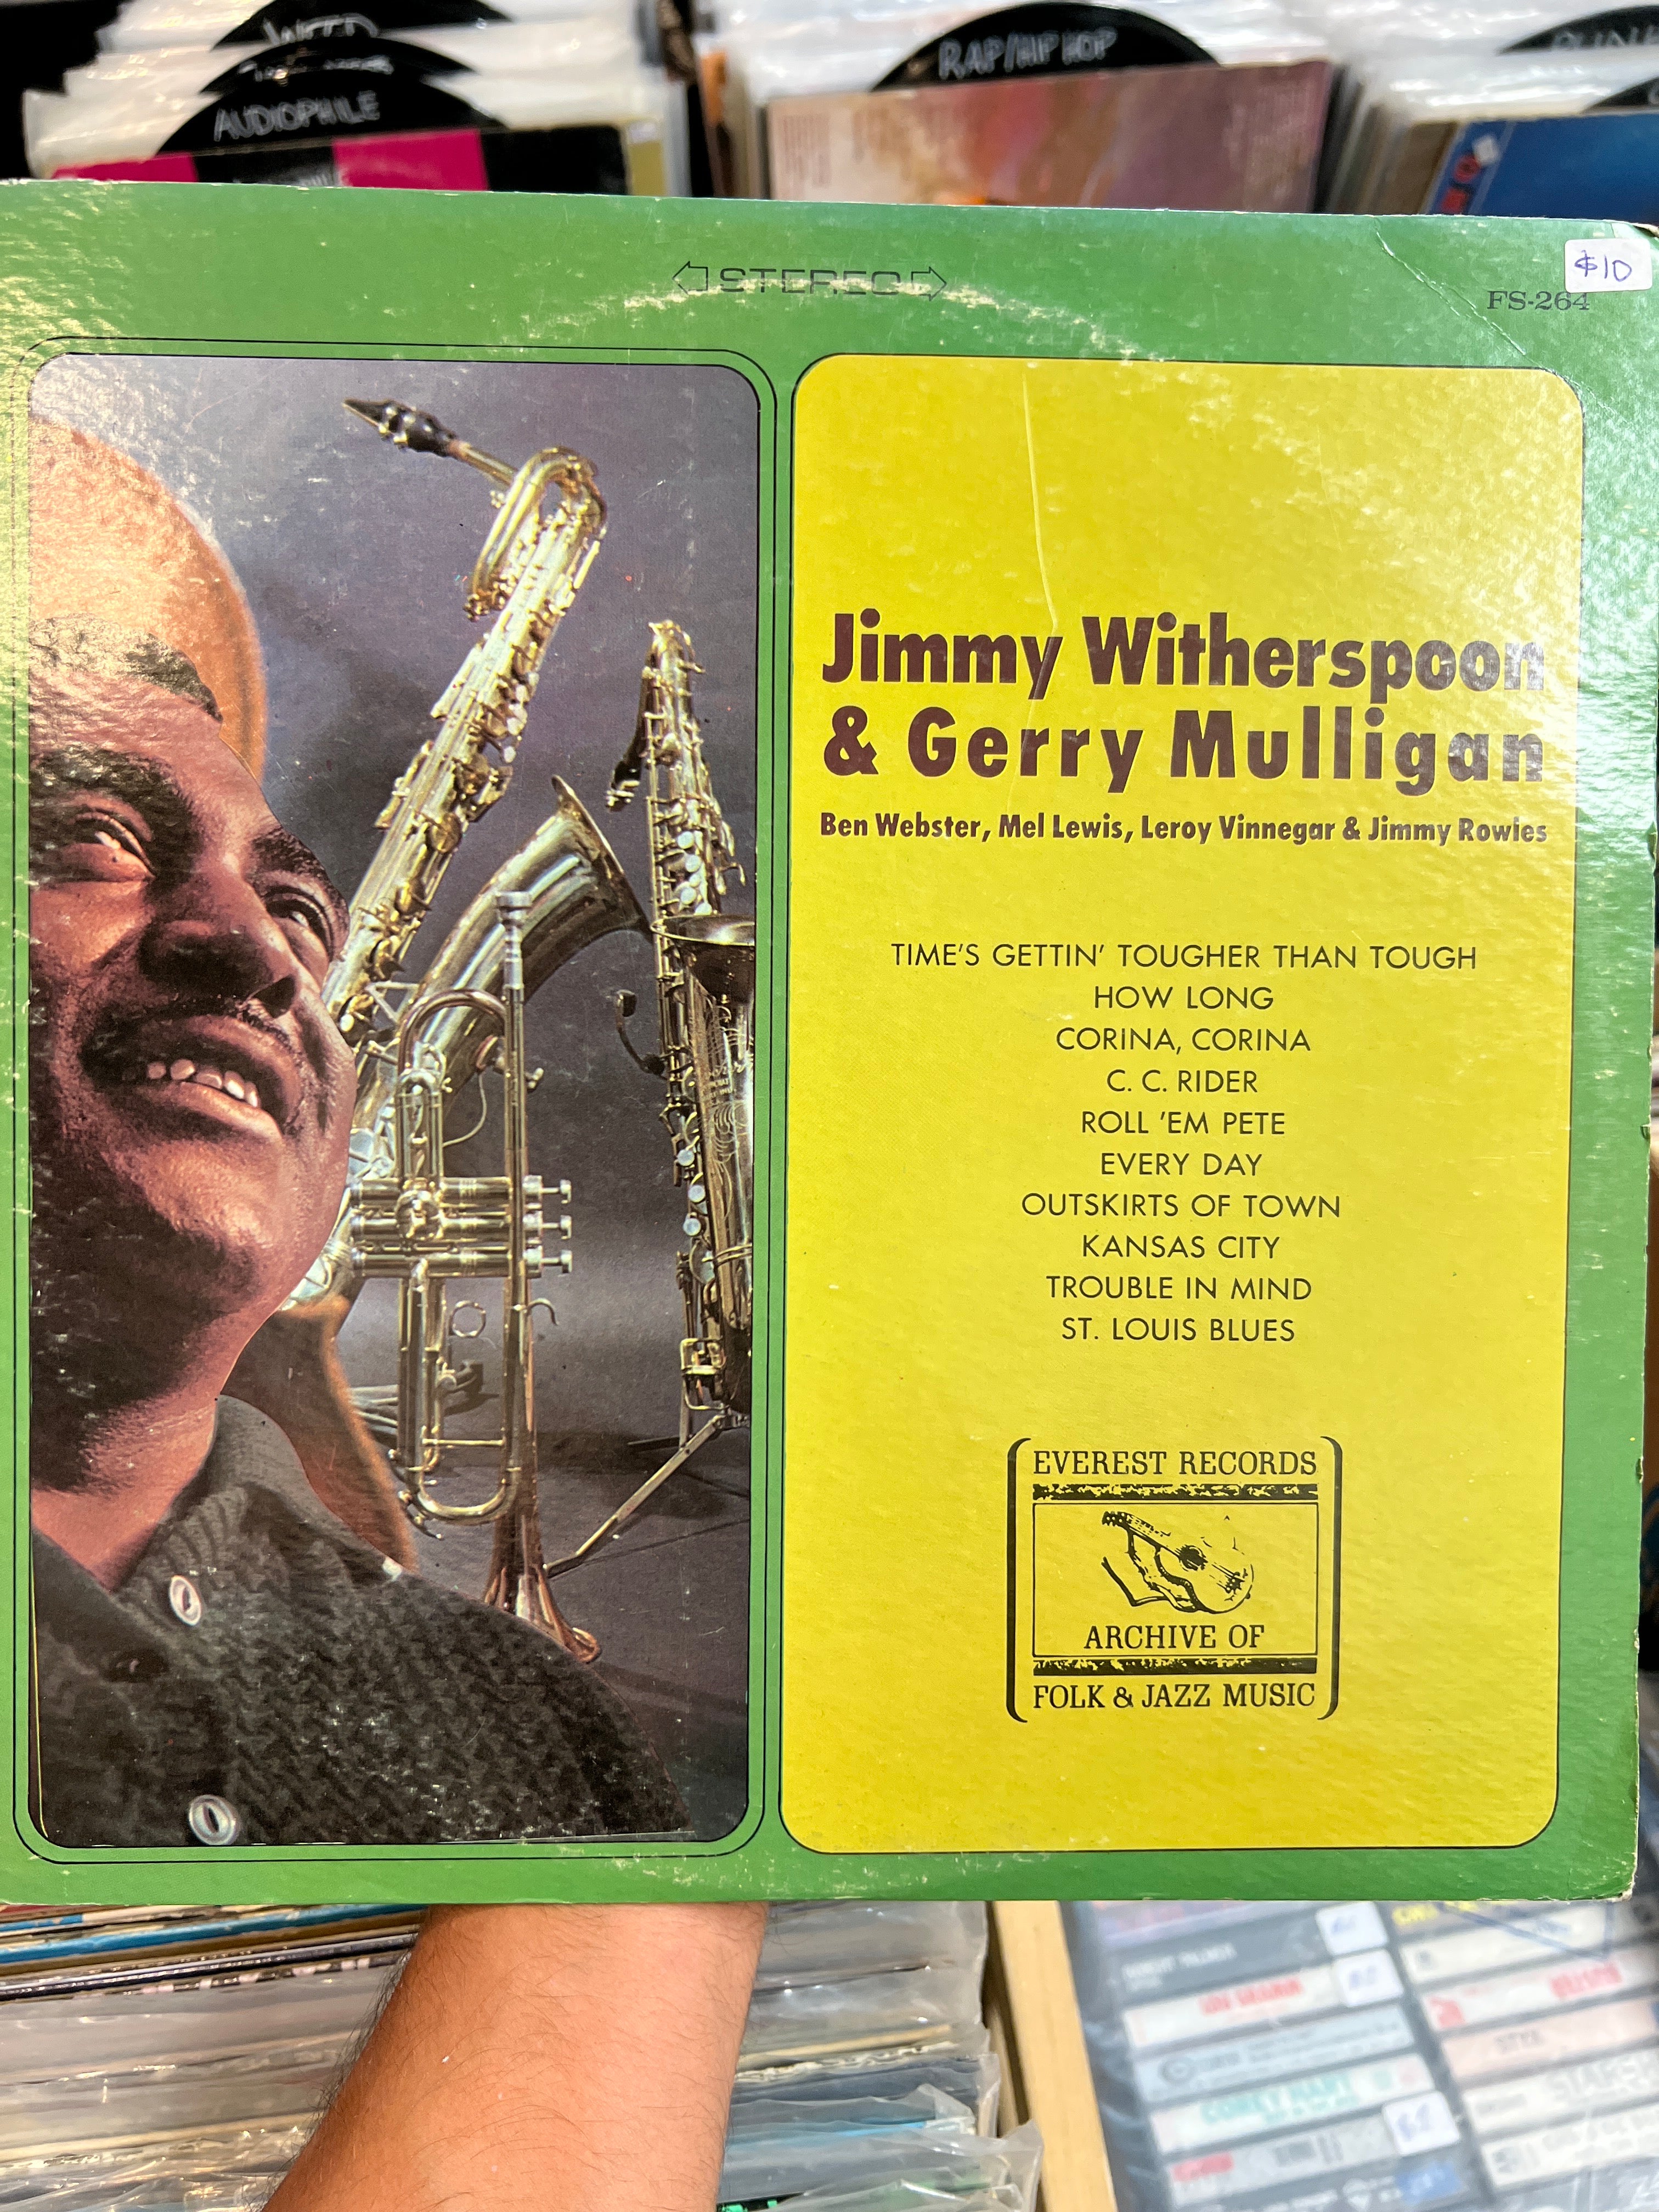 AUDIOPHILE
RAP/HIP HOP
$10
STEREO
FS-264
Jimmy Witherspoon
& Gerry Mulligan
Ben Webster, Mel Lewis, Leroy Vinnegar & Jimmy Rowles
TIME'S GETTIN' TOUGHER THAN TOUGH
HOW LONG
CORINA, CORINA
C. C. RIDER
ROLL 'EM PETE
EVERY DAY
OUTSKIRTS OF TOWN
KANSAS CITY
TROUBLE IN MIND
ST. LOUIS BLUES
EVEREST RECORDS
ARCHIVE OF
FOLK & JAZZ MUSIC